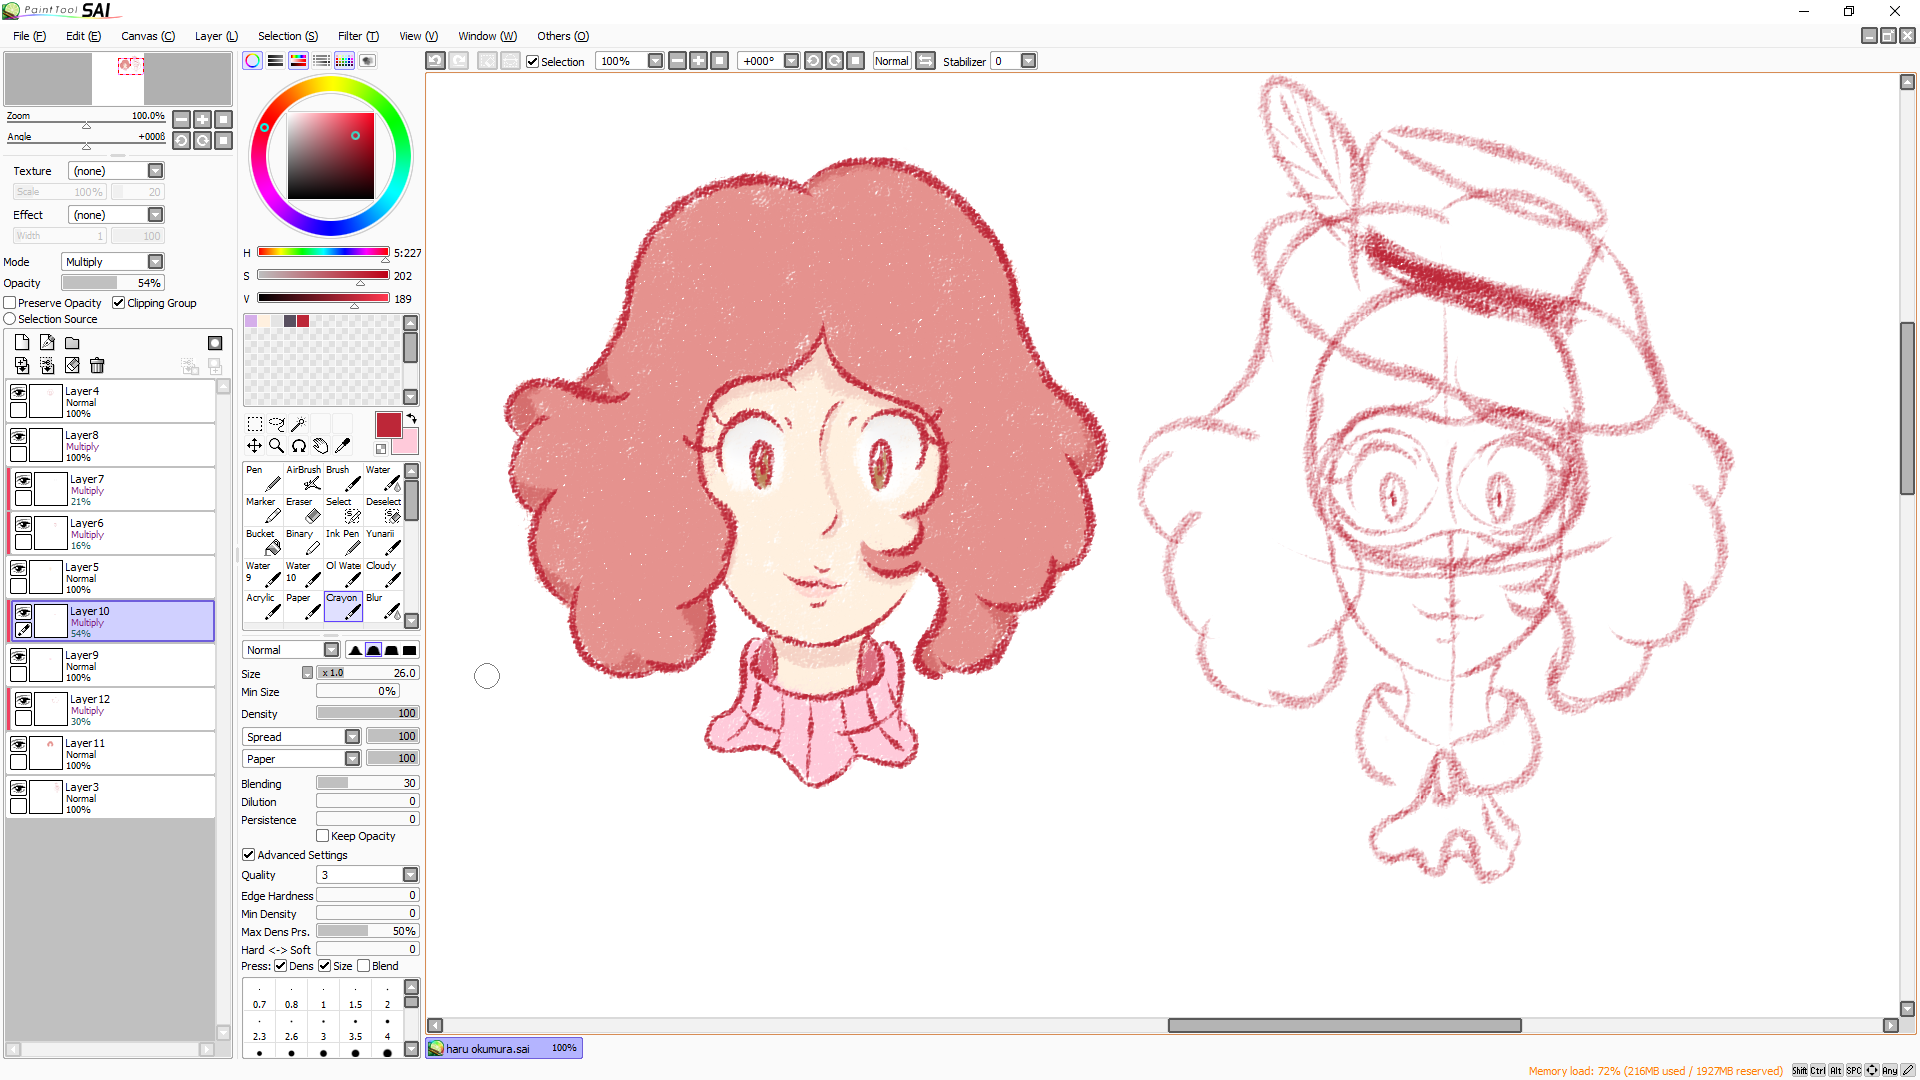 PaintTool SAI
File (F) Edit (E) Canvas (C) Layer (L) Selection (S) Filter (T) View (V) Window (W) Others (O)
Selection 100% +000° Normal Stabilizer 0
Zoom 100.0%
Angle +000ß
Texture (none)
Scale 100% 20
Effect (none)
Width 1 100
Mode Multiply
Opacity 54%
Preserve Opacity Clipping Group
Selection Source
Layer4
Normal
100%
Layer8
Multiply
100%
Layer7
Multiply
21%
Layer6
Multiply
16%
Layer5
Normal
100%
Layer10
Multiply
54%
Layer9
Normal
100%
Layer12
Multiply
30%
Layer11
Normal
100%
Layer3
Normal
100%
H 5:227
S 202
V 189
Pen AirBrush Brush Water
Marker Eraser Select Deselect
Bucket Binary Ink Pen Yunarii
Water 9 Water 10 Ol Wate Cloudy
Acrylic Paper Crayon Blur
Normal
Size x 1.0 26.0
Min Size 0%
Density 100
Spread 100
Paper 100
Blending 30
Dilution 0
Persistence 0
Keep Opacity
Advanced Settings
Quality 3
Edge Hardness 0
Min Density 0
Max Dens Prs. 50%
Hard <-> Soft 0
Press: Dens Size Blend
0.7 0.8 1 1.5 2
2.3 2.6 3 3.5 4
haru okumura.sai 100%
Memory load: 72% (216MB used / 1927MB reserved) Shift Ctrl Alt SPC Any